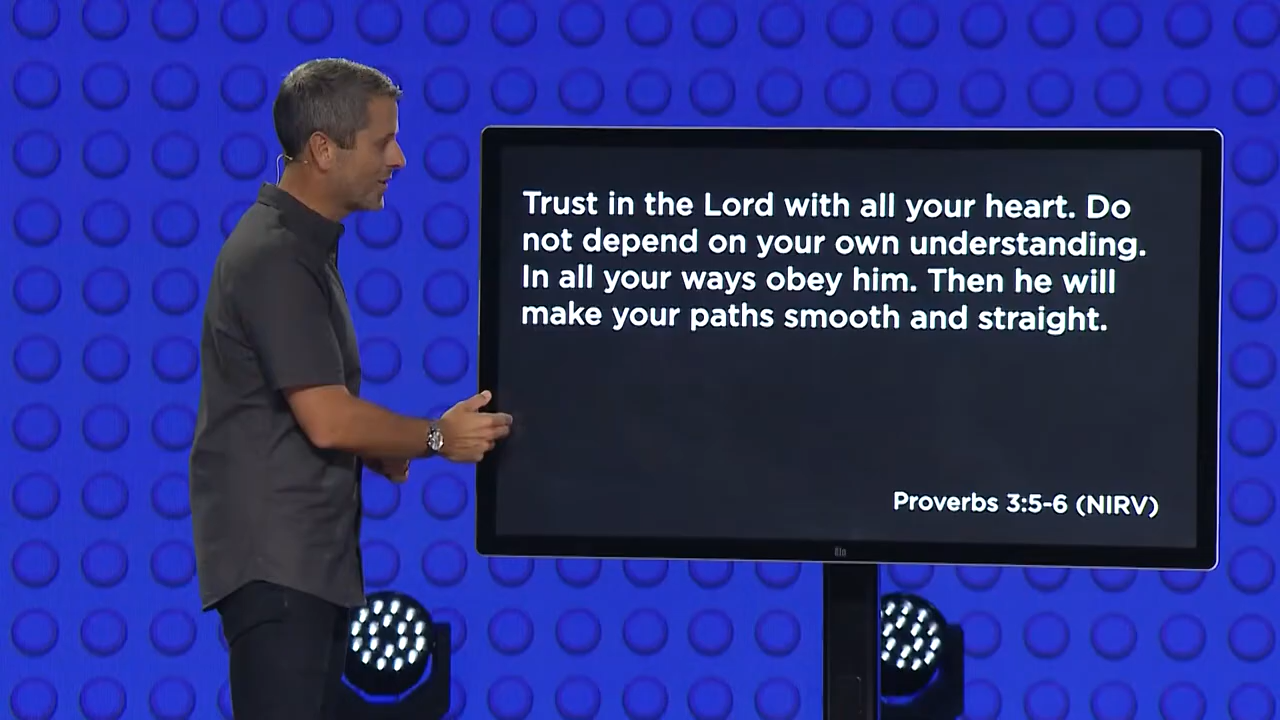 Trust in the Lord with all your heart. Do
not depend on your own understanding.
In all your ways obey him. Then he will
make your paths smooth and straight.
Proverbs 3:5-6 (NIRV)
elo